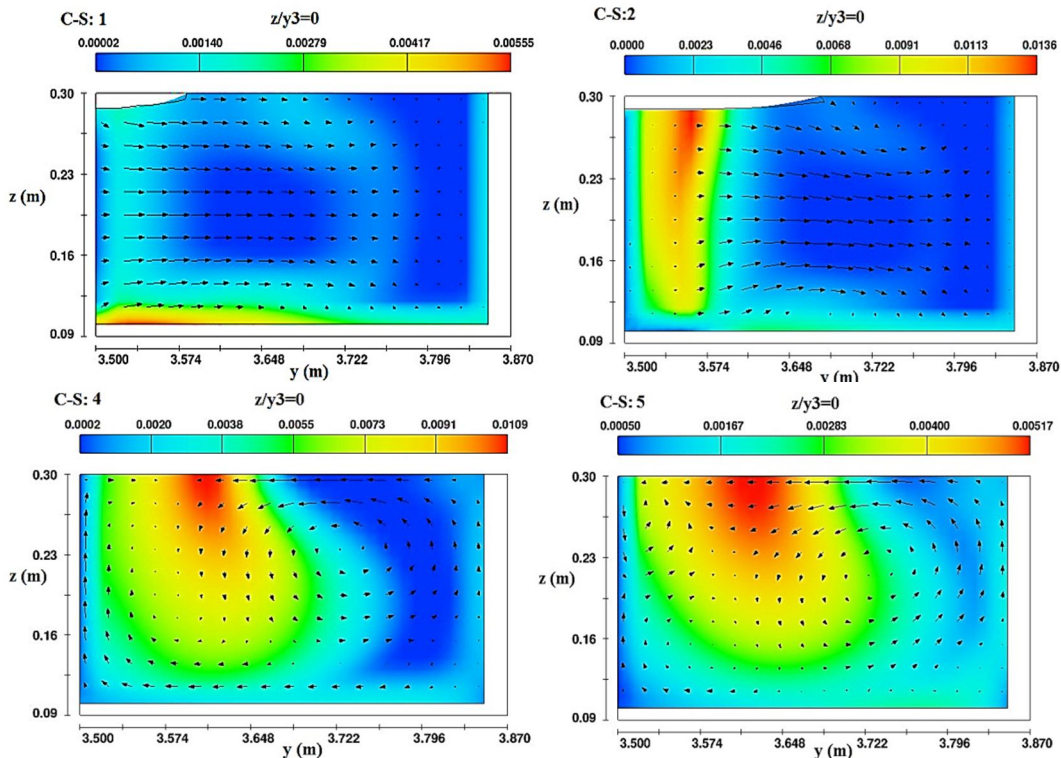 C-S: 1 z/y3=0
0.00002 0.00140 0.00279 0.00417 0.00555
0.30
0.23
z (m)
0.16
0.09
3.500 3.574 3.648 3.722 3.796 3.870
y (m)
C-S:2 z/y3=0
0.0000 0.0023 0.0046 0.0068 0.0091 0.0113 0.0136
0.30
0.23
z (m)
0.16
0.09
3.500 3.574 3.648 3.722 3.796 3.870
y (m)
C-S: 4 z/y3=0
0.0002 0.0020 0.0038 0.0055 0.0073 0.0091 0.0109
0.30
0.23
z (m)
0.16
0.09
3.500 3.574 3.648 3.722 3.796 3.870
y (m)
C-S: 5 z/y3=0
0.00050 0.00167 0.00283 0.00400 0.00517
0.30
0.23
z (m)
0.16
0.09
3.500 3.574 3.648 3.722 3.796 3.870
y (m)